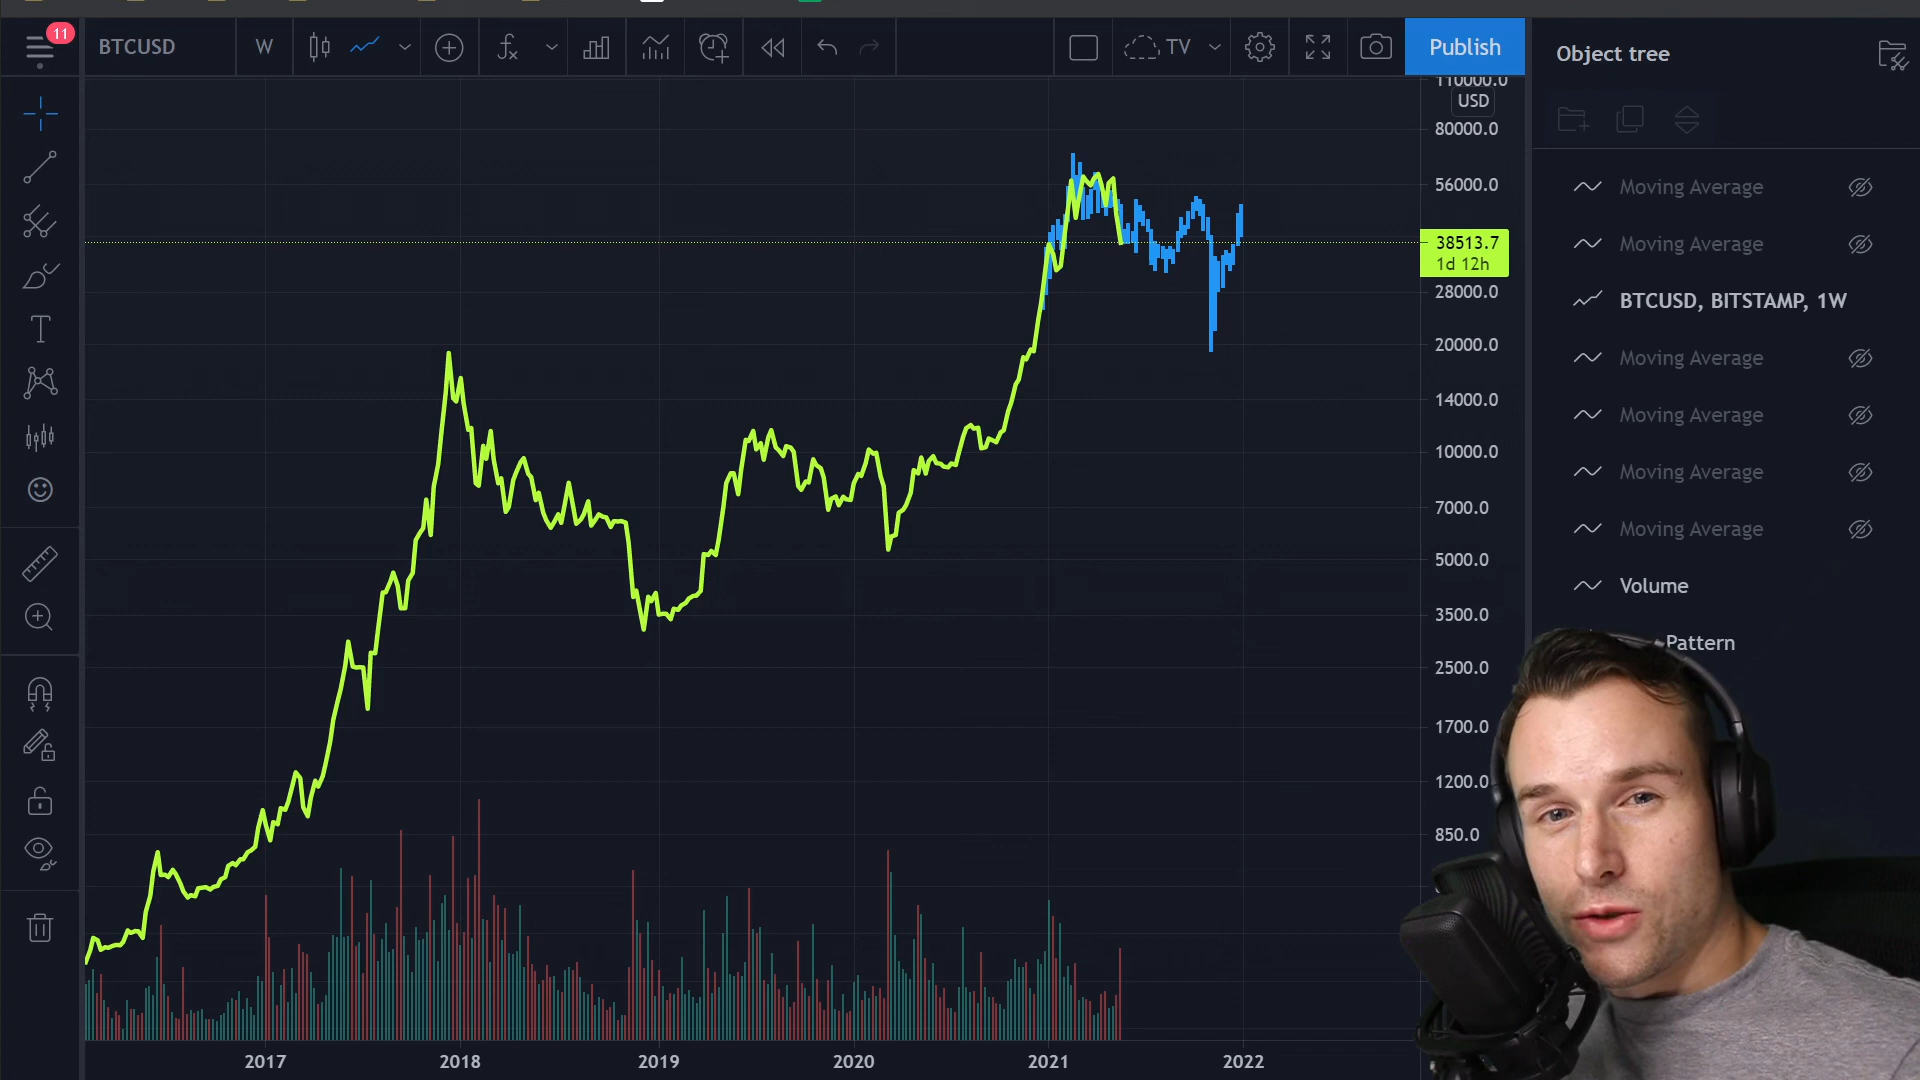 11
BTCUSD
W
TV
Publish
Object tree
110000.0
USD
80000.0
56000.0
38513.7
1d 12h
28000.0
20000.0
14000.0
10000.0
7000.0
5000.0
3500.0
2500.0
1700.0
1200.0
850.0
Moving Average
Moving Average
BTCUSD, BITSTAMP, 1W
Moving Average
Moving Average
Moving Average
Moving Average
Volume
Pattern
2017
2018
2019
2020
2021
2022